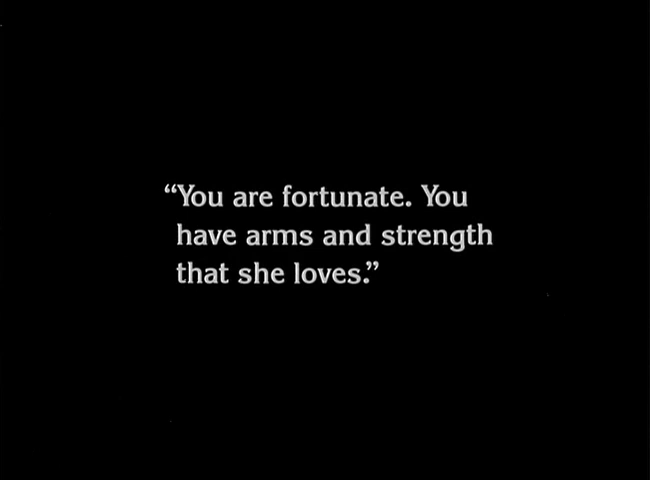 “You are fortunate. You
have arms and strength
that she loves.”